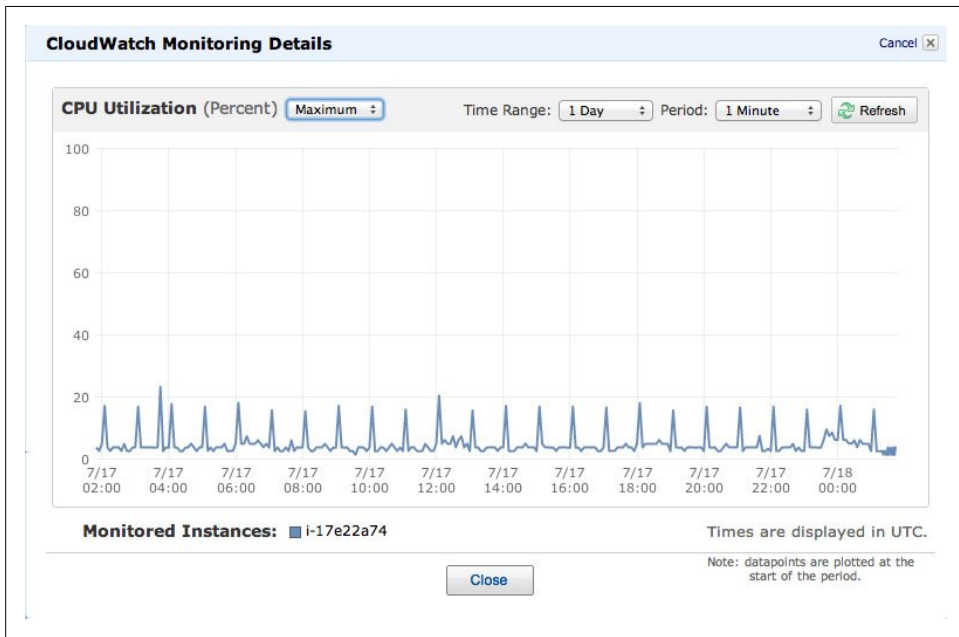 CloudWatch Monitoring Details
Cancel
CPU Utilization (Percent) Maximum Time Range: 1 Day Period: 1 Minute Refresh
100
80
60
40
20
0
7/17 7/17 7/17 7/17 7/17 7/17 7/17 7/17 7/17 7/17 7/17 7/18
02:00 04:00 06:00 08:00 10:00 12:00 14:00 16:00 18:00 20:00 22:00 00:00
Monitored Instances: i-17e22a74 Times are displayed in UTC.
Note: datapoints are plotted at the
start of the period.
Close